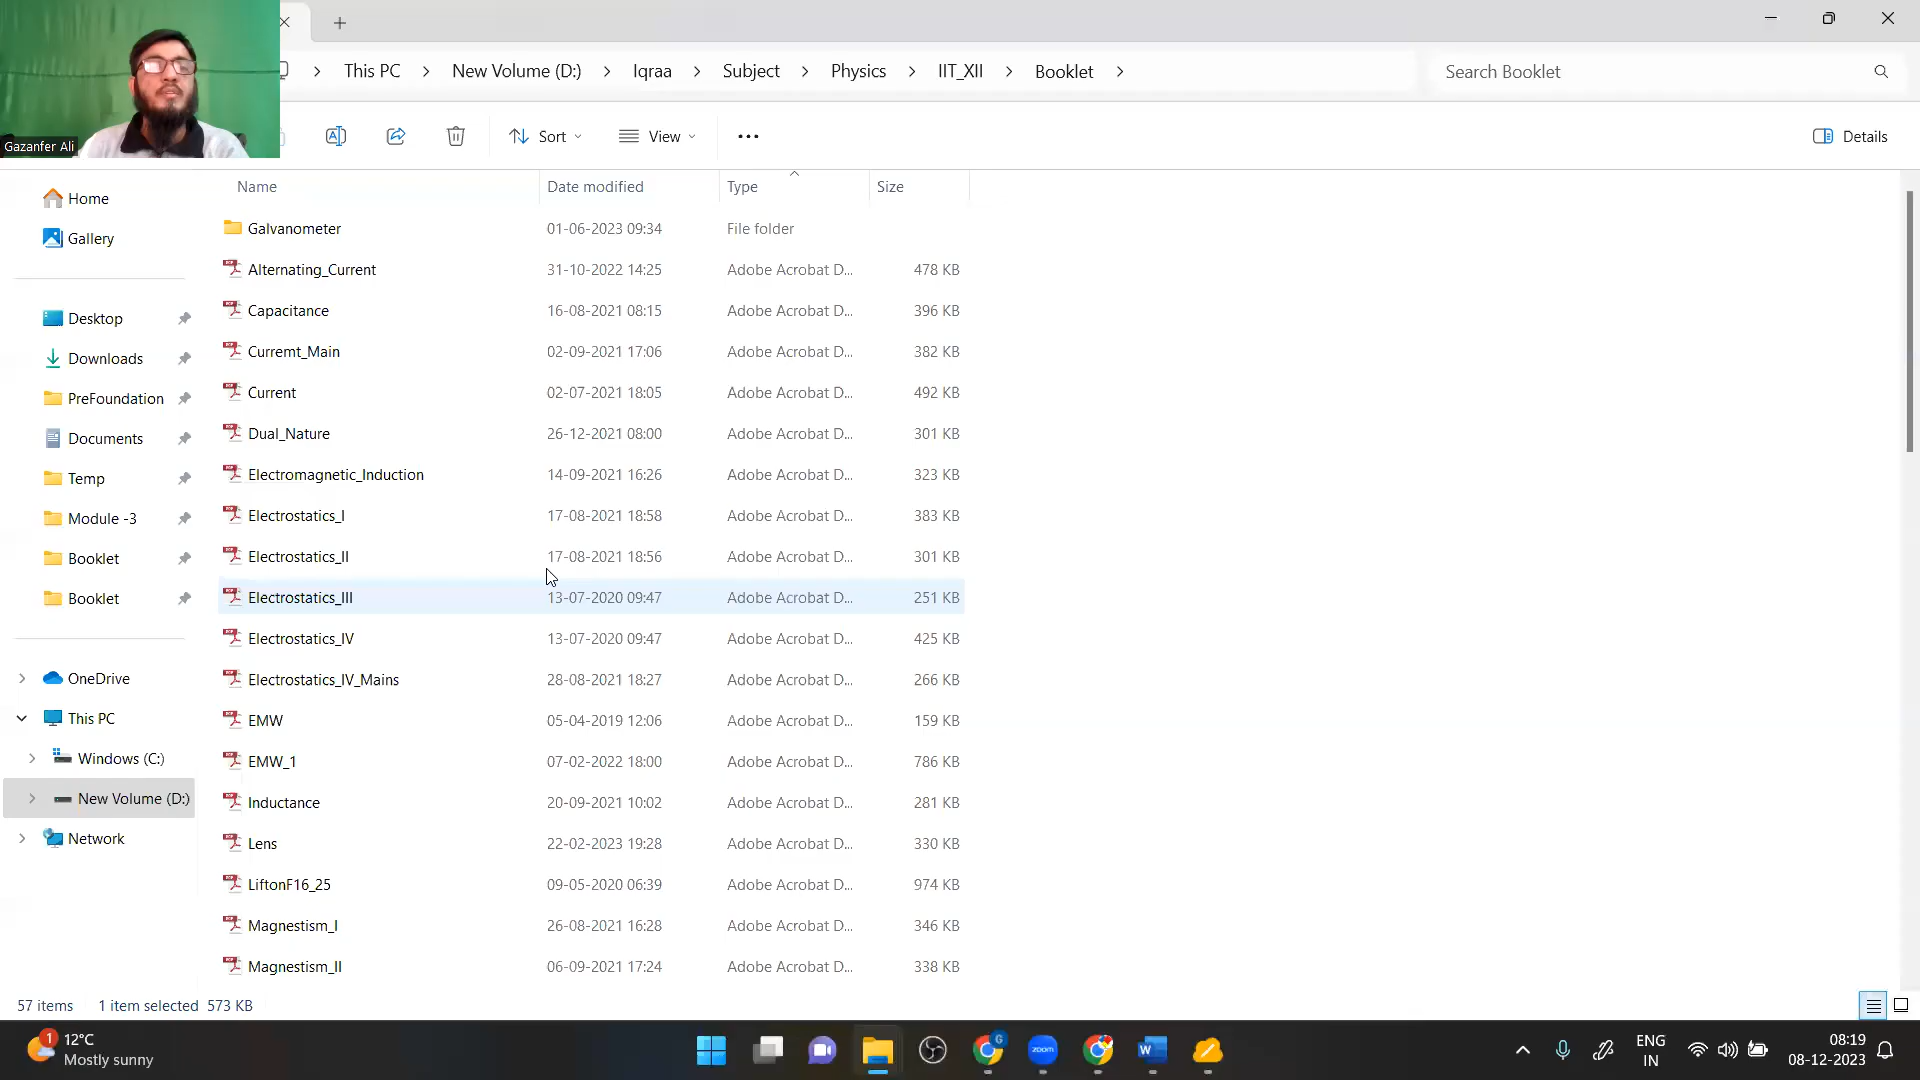 This PC > New Volume (D:) > Iqraa > Subject > Physics > IIT_XII > Booklet >
Search Booklet
Gazanfer Ali
Sort
View
Details
Name Date modified Type Size
Home
Gallery
Desktop
Downloads
PreFoundation
Documents
Temp
Module -3
Booklet
Booklet
OneDrive
This PC
Windows (C:)
New Volume (D:)
Network
Galvanometer 01-06-2023 09:34 File folder
Alternating_Current 31-10-2022 14:25 Adobe Acrobat D... 478 KB
Capacitance 16-08-2021 08:15 Adobe Acrobat D... 396 KB
Curremt_Main 02-09-2021 17:06 Adobe Acrobat D... 382 KB
Current 02-07-2021 18:05 Adobe Acrobat D... 492 KB
Dual_Nature 26-12-2021 08:00 Adobe Acrobat D... 301 KB
Electromagnetic_Induction 14-09-2021 16:26 Adobe Acrobat D... 323 KB
Electrostatics_I 17-08-2021 18:58 Adobe Acrobat D... 383 KB
Electrostatics_II 17-08-2021 18:56 Adobe Acrobat D... 301 KB
Electrostatics_III 13-07-2020 09:47 Adobe Acrobat D... 251 KB
Electrostatics_IV 13-07-2020 09:47 Adobe Acrobat D... 425 KB
Electrostatics_IV_Mains 28-08-2021 18:27 Adobe Acrobat D... 266 KB
EMW 05-04-2019 12:06 Adobe Acrobat D... 159 KB
EMW_1 07-02-2022 18:00 Adobe Acrobat D... 786 KB
Inductance 20-09-2021 10:02 Adobe Acrobat D... 281 KB
Lens 22-02-2023 19:28 Adobe Acrobat D... 330 KB
LiftonF16_25 09-05-2020 06:39 Adobe Acrobat D... 974 KB
Magnestism_I 26-08-2021 16:28 Adobe Acrobat D... 346 KB
Magnestism_II 06-09-2021 17:24 Adobe Acrobat D... 338 KB
57 items 1 item selected 573 KB
1
12°C
Mostly sunny
G
zoom
W
ENG
IN
08:19
08-12-2023